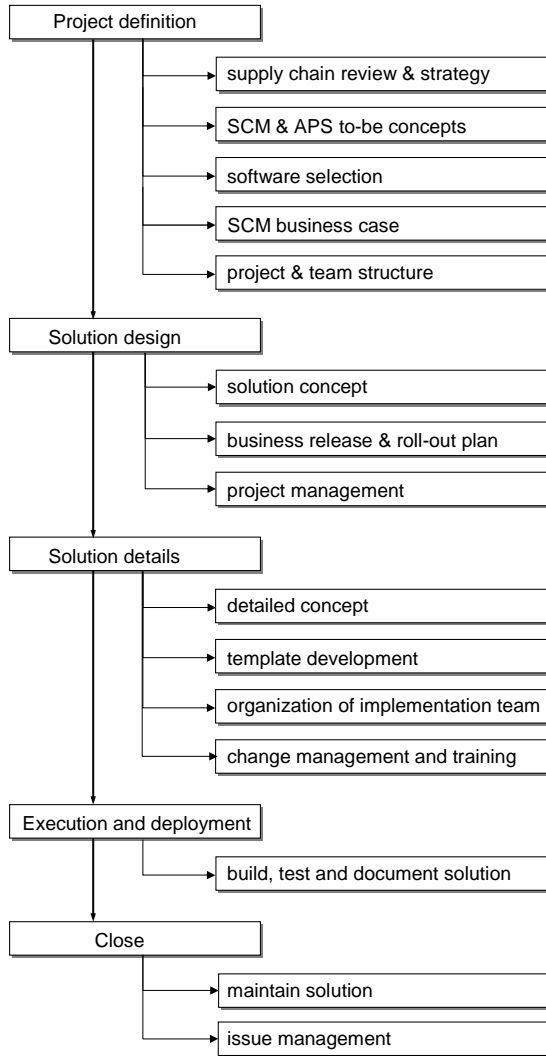 Project definition
supply chain review & strategy
SCM & APS to-be concepts
software selection
SCM business case
project & team structure
Solution design
solution concept
business release & roll-out plan
project management
Solution details
detailed concept
template development
organization of implementation team
change management and training
Execution and deployment
build, test and document solution
Close
maintain solution
issue management